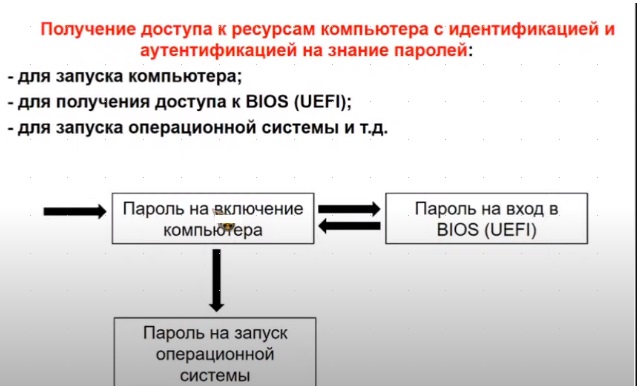 Получение доступа к ресурсам компьютера с идентификацией и
аутентификацией на знание паролей:
- для запуска компьютера;
- для получения доступа к BIOS (UEFI);
- для запуска операционной системы и т.д.
Пароль на включение
компьютера
Пароль на вход в
BIOS (UEFI)
Пароль на запуск
операционной
системы